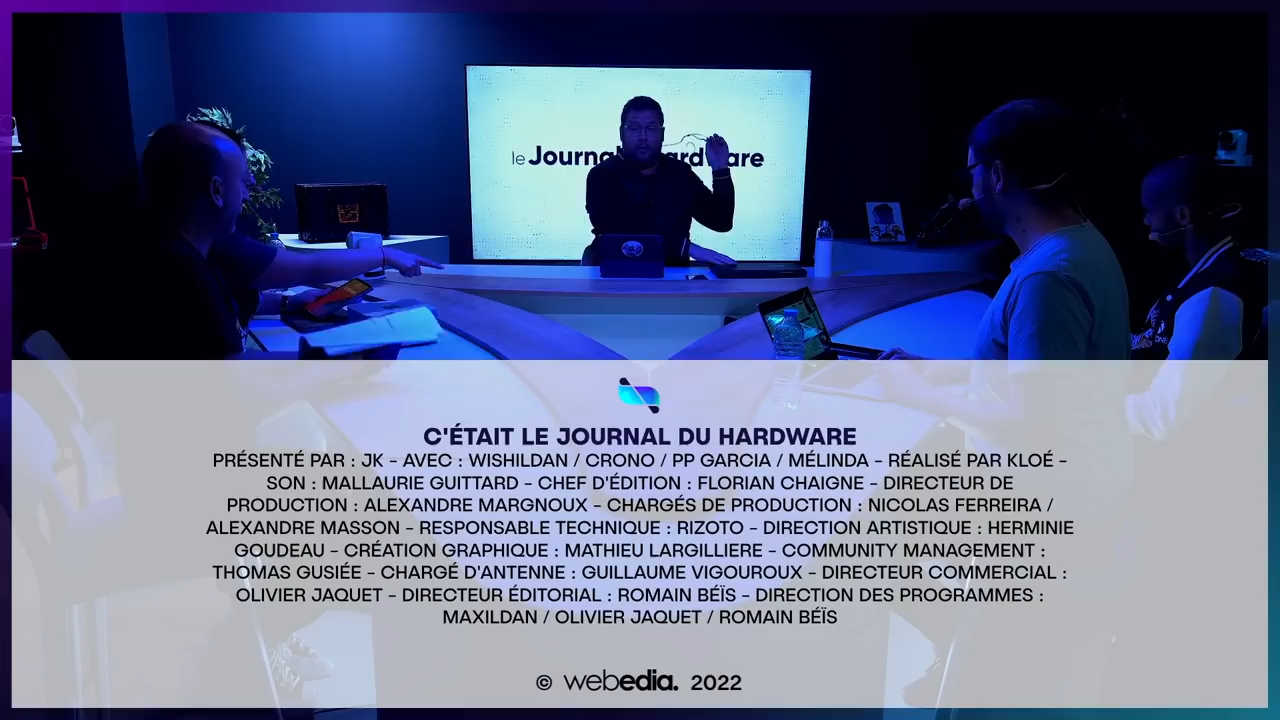 le Journal Hardware
C'ÉTAIT LE JOURNAL DU HARDWARE
PRÉSENTÉ PAR : JK - AVEC : WISHILDAN / CRONO / PP GARCIA / MÉLINDA - RÉALISÉ PAR KLOÉ -
SON : MALLAURIE GUITTARD - CHEF D'ÉDITION : FLORIAN CHAIGNE - DIRECTEUR DE
PRODUCTION : ALEXANDRE MARGNOUX - CHARGÉS DE PRODUCTION : NICOLAS FERREIRA /
ALEXANDRE MASSON - RESPONSABLE TECHNIQUE : RIZOTO - DIRECTION ARTISTIQUE : HERMINIE
GOUDEAU - CRÉATION GRAPHIQUE : MATHIEU LARGILLIERE - COMMUNITY MANAGEMENT :
THOMAS GUSIÉE - CHARGÉ D'ANTENNE : GUILLAUME VIGOUROUX - DIRECTEUR COMMERCIAL :
OLIVIER JAQUET - DIRECTEUR ÉDITORIAL : ROMAIN BÉÏS - DIRECTION DES PROGRAMMES :
MAXILDAN / OLIVIER JAQUET / ROMAIN BÉÏS
© webedia. 2022